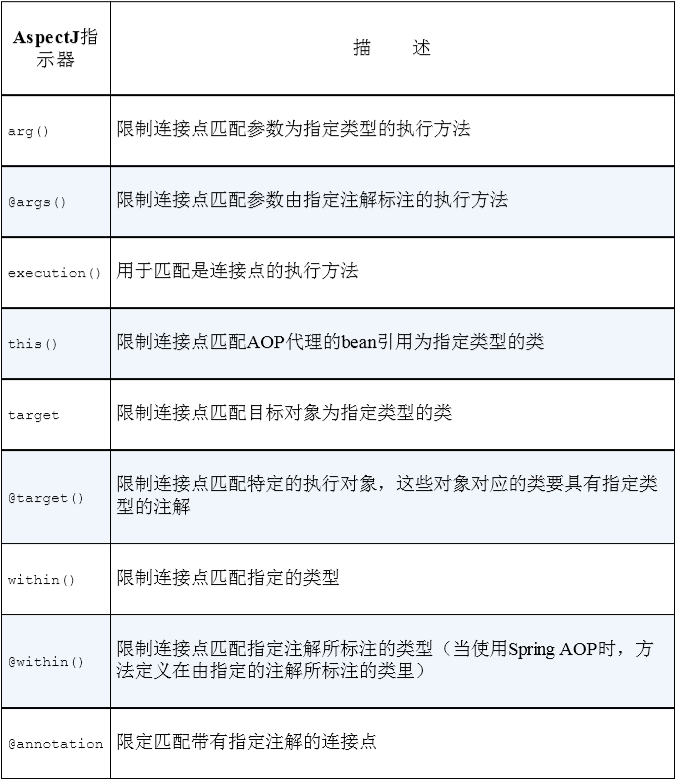 AspectJ指
示器
描 述
arg()
限制连接点匹配参数为指定类型的执行方法
@args()
限制连接点匹配参数由指定注解标注的执行方法
execution()
用于匹配是连接点的执行方法
this()
限制连接点匹配AOP代理的bean引用为指定类型的类
target
限制连接点匹配目标对象为指定类型的类
@target()
限制连接点匹配特定的执行对象，这些对象对应的类要具有指定类
型的注解
within()
限制连接点匹配指定的类型
@within()
限制连接点匹配指定注解所标注的类型（当使用Spring AOP时，方
法定义在由指定的注解所标注的类里）
@annotation
限定匹配带有指定注解的连接点